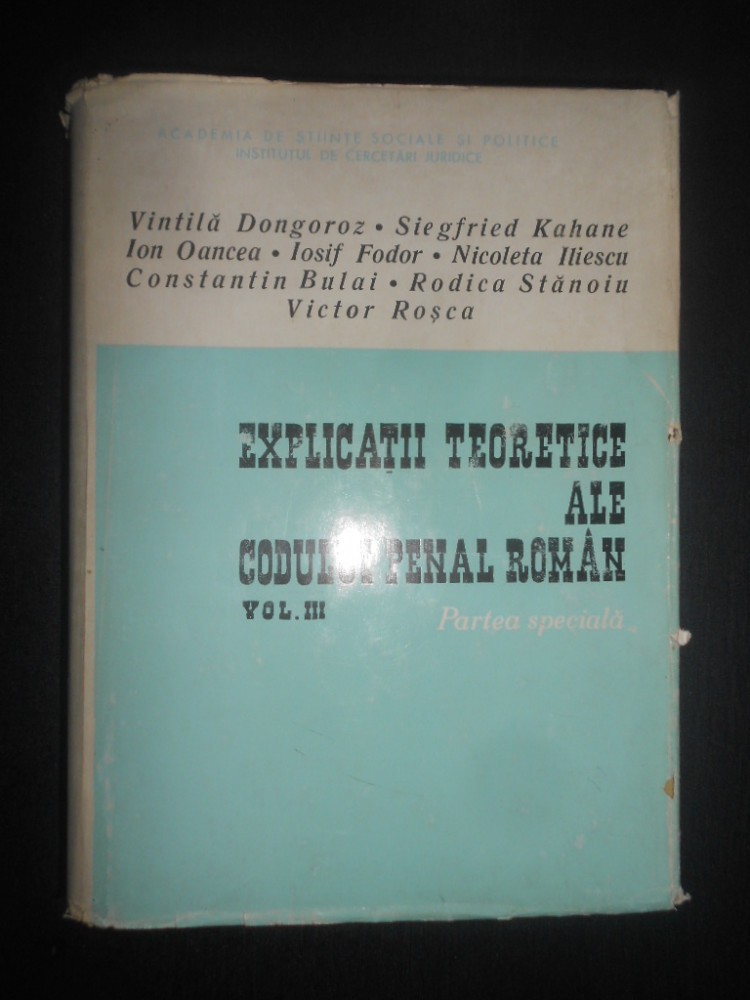 ACADEMIA DE ȘTIINȚE SOCIALE ȘI POLITICE
INSTITUTUL DE CERCETĂRI JURIDICE
Vintilă Dongoroz • Siegfried Kahane
Ion Oancea • Iosif Fodor • Nicoleta Iliescu
Constantin Bulai • Rodica Stănoiu
Victor Roșca
EXPLICAȚII TEORETICE
ALE
CODULUI PENAL ROMÂN
VOL. III
Partea specială